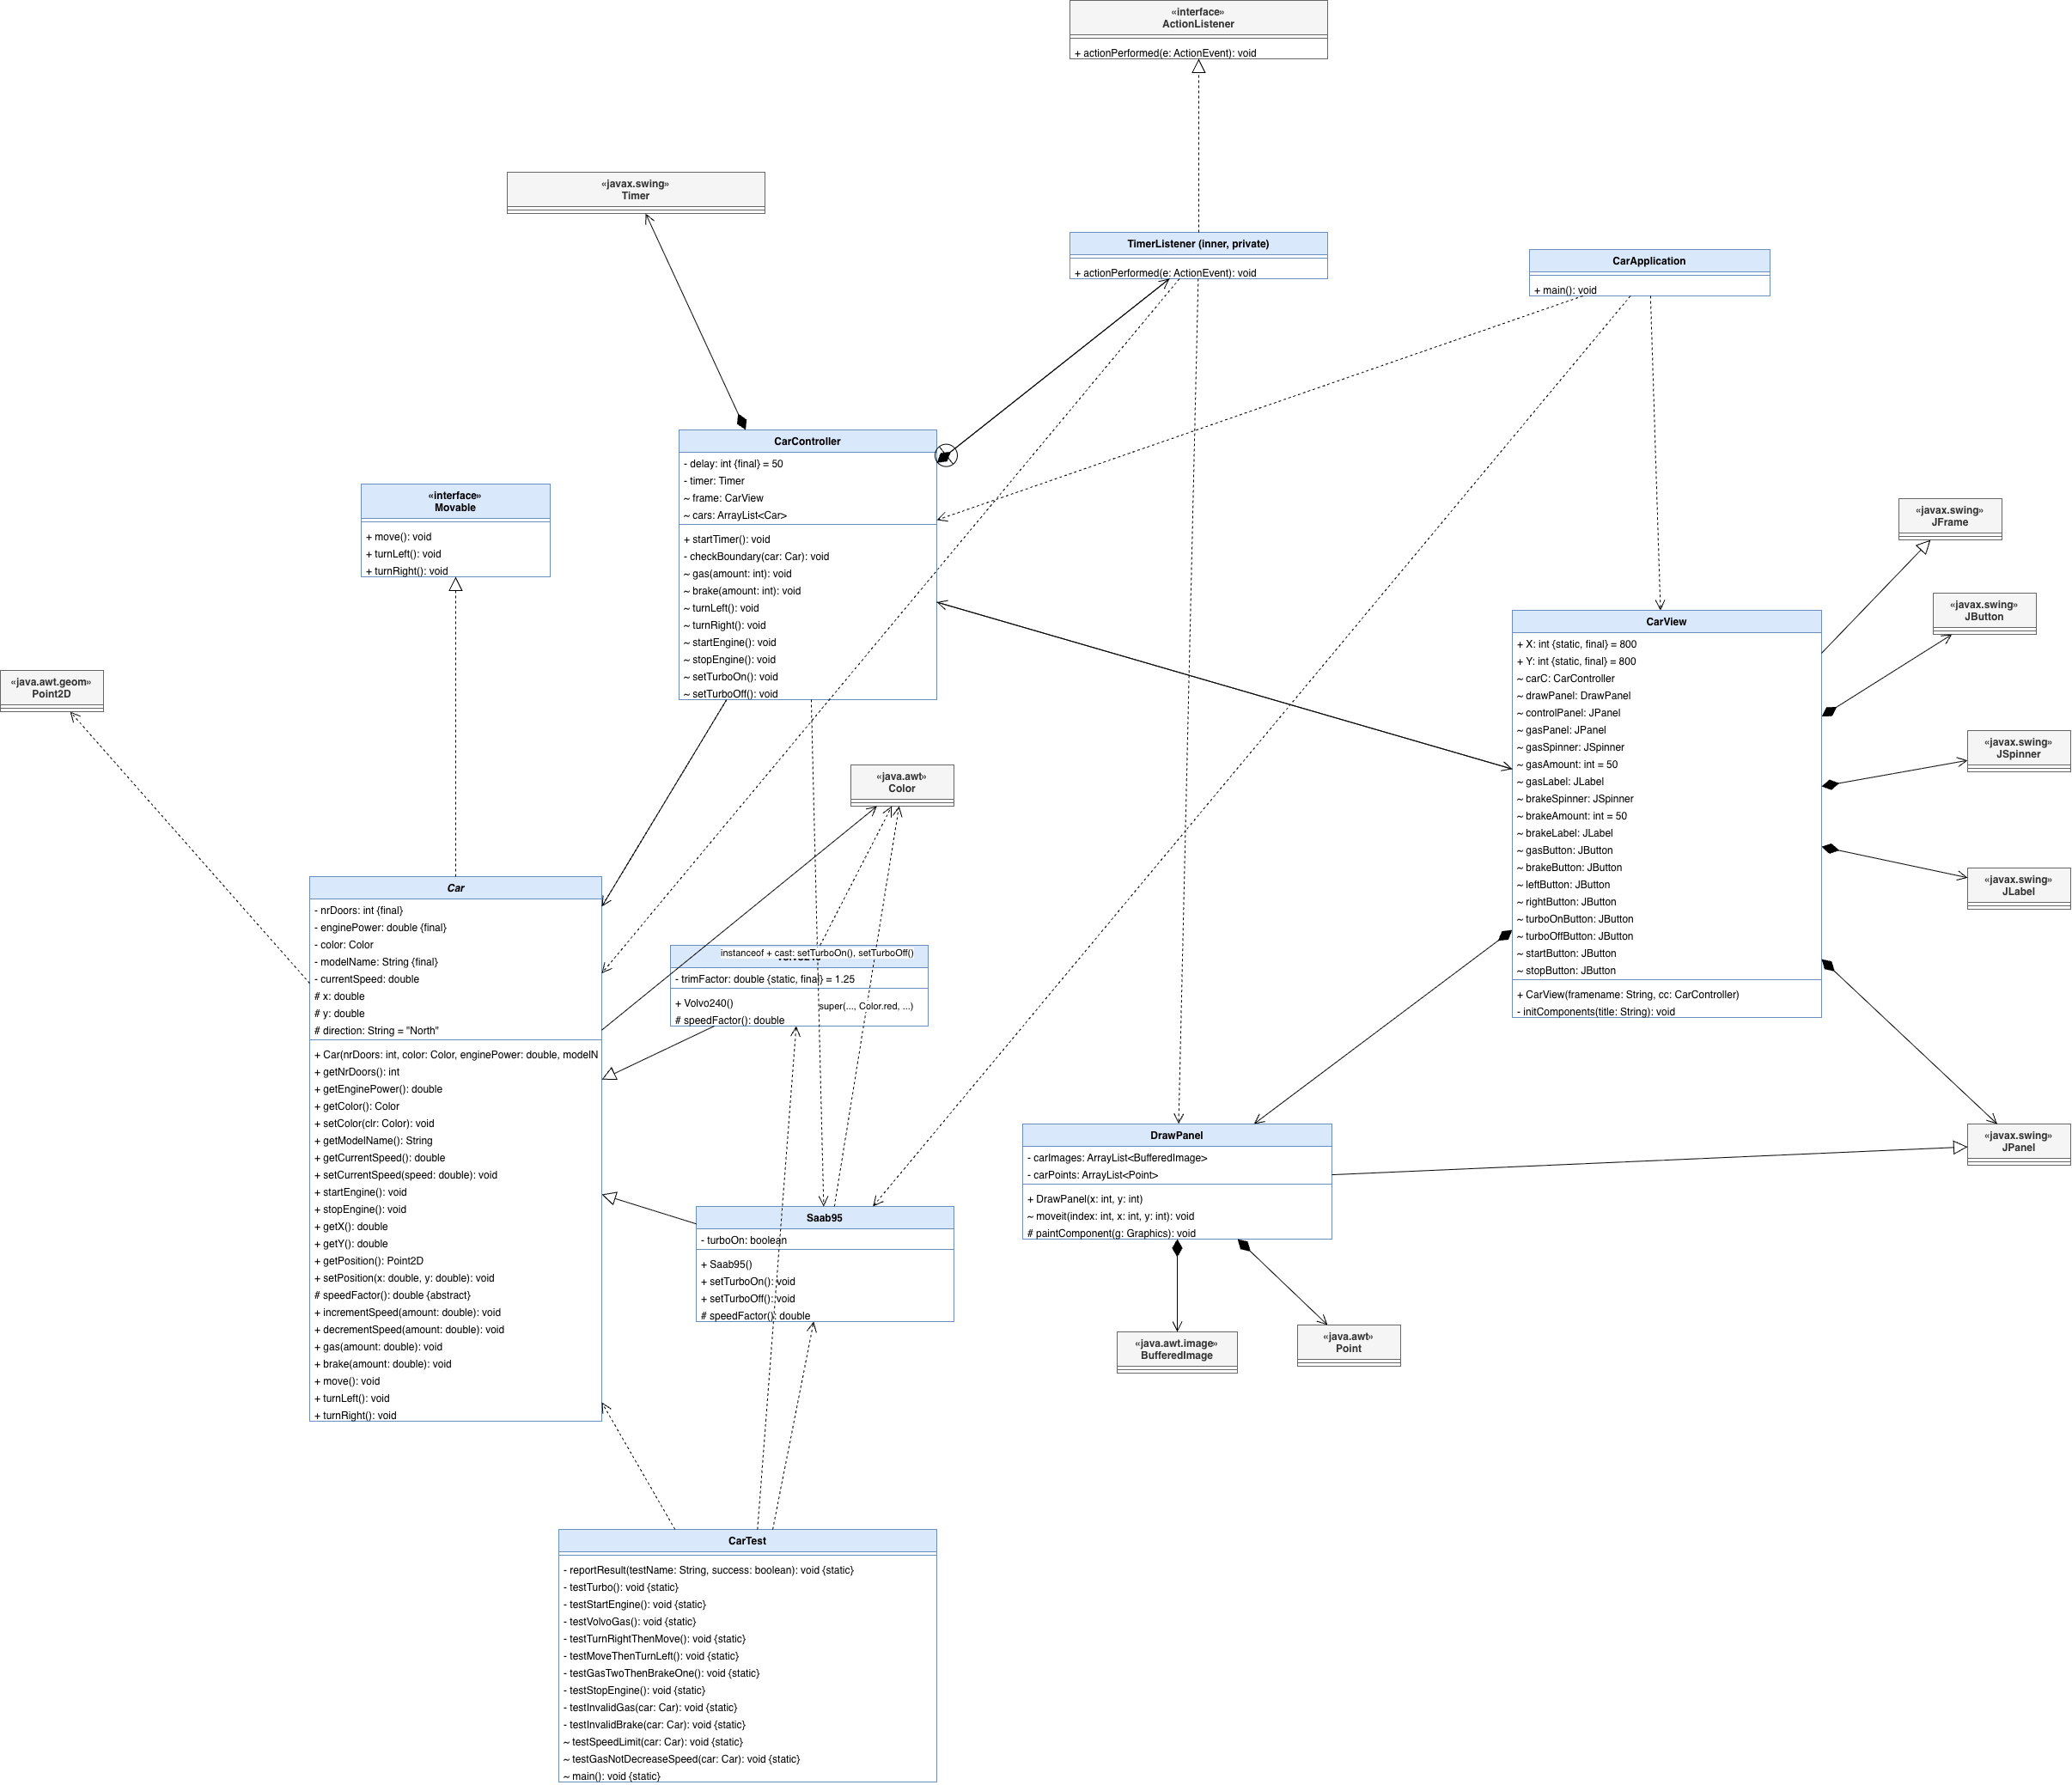 «interface»
ActionListener
+ actionPerformed(e: ActionEvent): void
«javax.swing»
Timer
TimerListener (inner, private)
+ actionPerformed(e: ActionEvent): void
CarApplication
+ main(): void
CarController
- delay: int {final} = 50
- timer: Timer
~ frame: CarView
~ cars: ArrayList<Car>
+ startTimer(): void
- checkBoundary(car: Car): void
~ gas(amount: int): void
~ brake(amount: int): void
~ turnLeft(): void
~ turnRight(): void
~ startEngine(): void
~ stopEngine(): void
~ setTurboOn(): void
~ setTurboOff(): void
«interface»
Movable
+ move(): void
+ turnLeft(): void
+ turnRight(): void
«javax.swing»
JFrame
«javax.swing»
JButton
«javax.swing»
JSpinner
«javax.swing»
JLabel
CarView
+ X: int {static, final} = 800
+ Y: int {static, final} = 800
~ carC: CarController
~ drawPanel: DrawPanel
~ controlPanel: JPanel
~ gasPanel: JPanel
~ gasSpinner: JSpinner
~ gasAmount: int = 50
~ gasLabel: JLabel
~ brakeSpinner: JSpinner
~ brakeAmount: int = 50
~ brakeLabel: JLabel
~ gasButton: JButton
~ brakeButton: JButton
~ leftButton: JButton
~ rightButton: JButton
~ turboOnButton: JButton
~ turboOffButton: JButton
~ startButton: JButton
~ stopButton: JButton
+ CarView(framename: String, cc: CarController)
- initComponents(title: String): void
«java.awt.geom»
Point2D
«java.awt»
Color
Car
- nrDoors: int {final}
- enginePower: double {final}
- color: Color
- modelName: String {final}
- currentSpeed: double
# x: double
# y: double
# direction: String = "North"
+ Car(nrDoors: int, color: Color, enginePower: double, modelN
+ getNrDoors(): int
+ getEnginePower(): double
+ getColor(): Color
+ setColor(clr: Color): void
+ getModelName(): String
+ getCurrentSpeed(): double
+ setCurrentSpeed(speed: double): void
+ startEngine(): void
+ stopEngine(): void
+ getX(): double
+ getY(): double
+ getPosition(): Point2D
+ setPosition(x: double, y: double): void
# speedFactor(): double {abstract}
+ incrementSpeed(amount: double): void
+ decrementSpeed(amount: double): void
+ gas(amount: double): void
+ brake(amount: double): void
+ move(): void
+ turnLeft(): void
+ turnRight(): void
instanceof + cast: setTurboOn(), setTurboOff()
- trimFactor: double {static, final} = 1.25
+ Volvo240()
super(..., Color.red, ...)
# speedFactor(): double
Saab95
- turboOn: boolean
+ Saab95()
+ setTurboOn(): void
+ setTurboOff(): void
# speedFactor(): double
DrawPanel
- carImages: ArrayList<BufferedImage>
- carPoints: ArrayList<Point>
+ DrawPanel(x: int, y: int)
~ moveit(index: int, x: int, y: int): void
# paintComponent(g: Graphics): void
«javax.swing»
JPanel
«java.awt.image»
BufferedImage
«java.awt»
Point
CarTest
- reportResult(testName: String, success: boolean): void {static}
- testTurbo(): void {static}
- testStartEngine(): void {static}
- testVolvoGas(): void {static}
- testTurnRightThenMove(): void {static}
- testMoveThenTurnLeft(): void {static}
- testGasTwoThenBrakeOne(): void {static}
- testStopEngine(): void {static}
- testInvalidGas(car: Car): void {static}
- testInvalidBrake(car: Car): void {static}
~ testSpeedLimit(car: Car): void {static}
~ testGasNotDecreaseSpeed(car: Car): void {static}
~ main(): void {static}